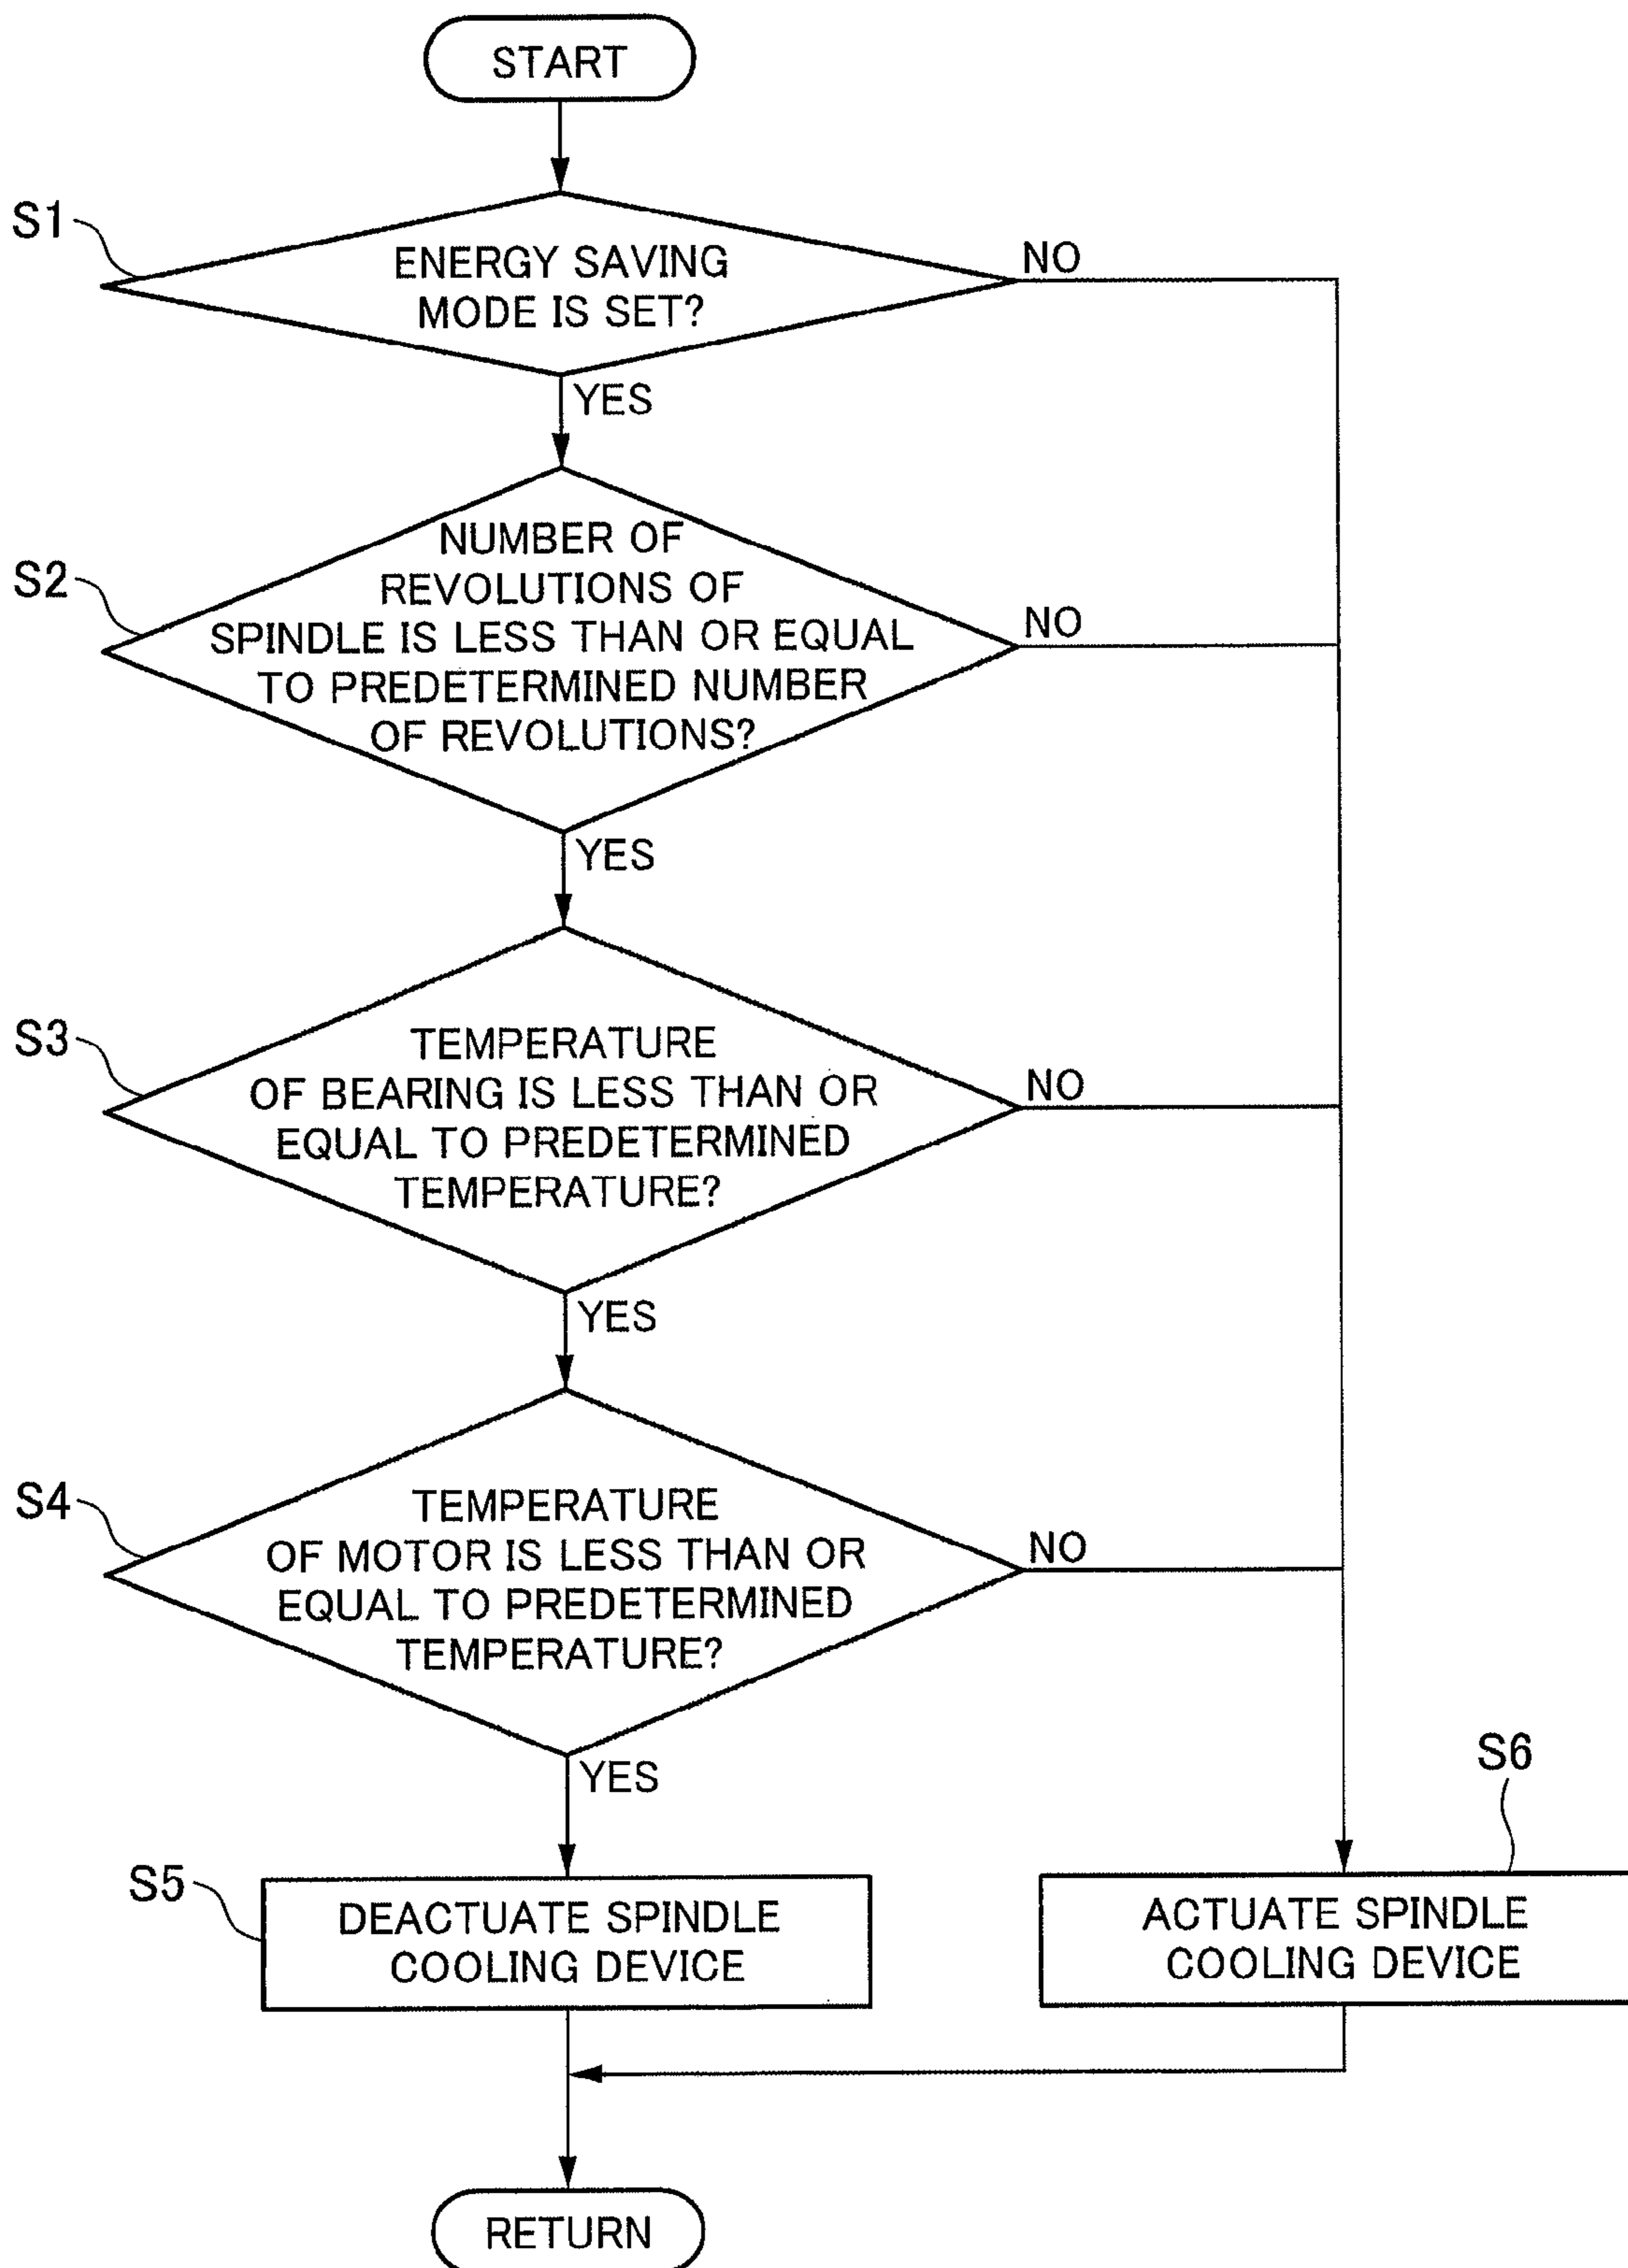 START
S1
ENERGY SAVING
MODE IS SET?
NO
YES
S2
NUMBER OF
REVOLUTIONS OF
SPINDLE IS LESS THAN OR EQUAL
TO PREDETERMINED NUMBER
OF REVOLUTIONS?
NO
YES
S3
TEMPERATURE
OF BEARING IS LESS THAN OR
EQUAL TO PREDETERMINED
TEMPERATURE?
NO
YES
S4
TEMPERATURE
OF MOTOR IS LESS THAN OR
EQUAL TO PREDETERMINED
TEMPERATURE?
NO
YES
S5
DEACTUATE SPINDLE
COOLING DEVICE
S6
ACTUATE SPINDLE
COOLING DEVICE
RETURN